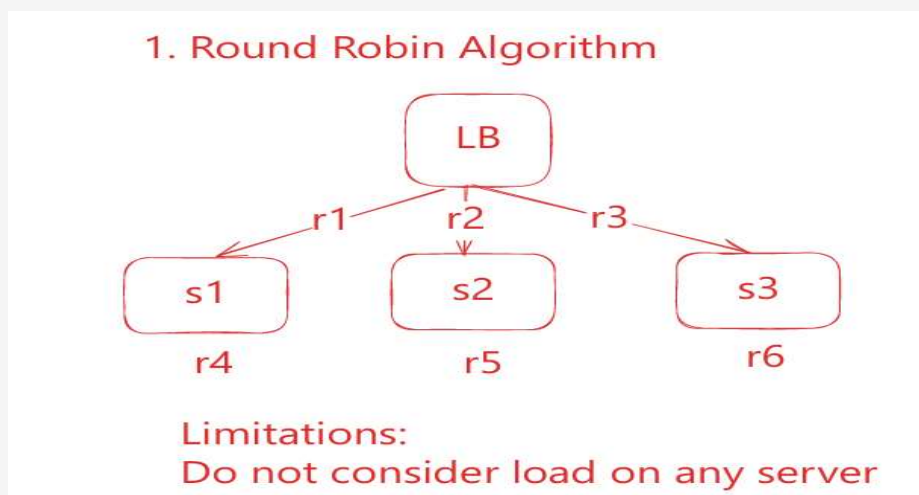 1. Round Robin Algorithm
LB
r1 r2 r3
s1 s2 s3
r4 r5 r6
Limitations:
Do not consider load on any server